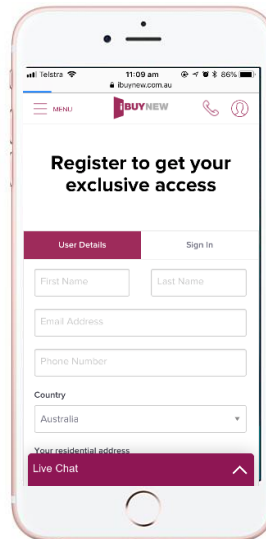 Telstra 11:09 am 86%
ibuynew.com.au
MENU iBUYNEW
Register to get your
exclusive access
User Details Sign In
First Name Last Name
Email Address
Phone Number
Country
Australia
Your residential address
Live Chat